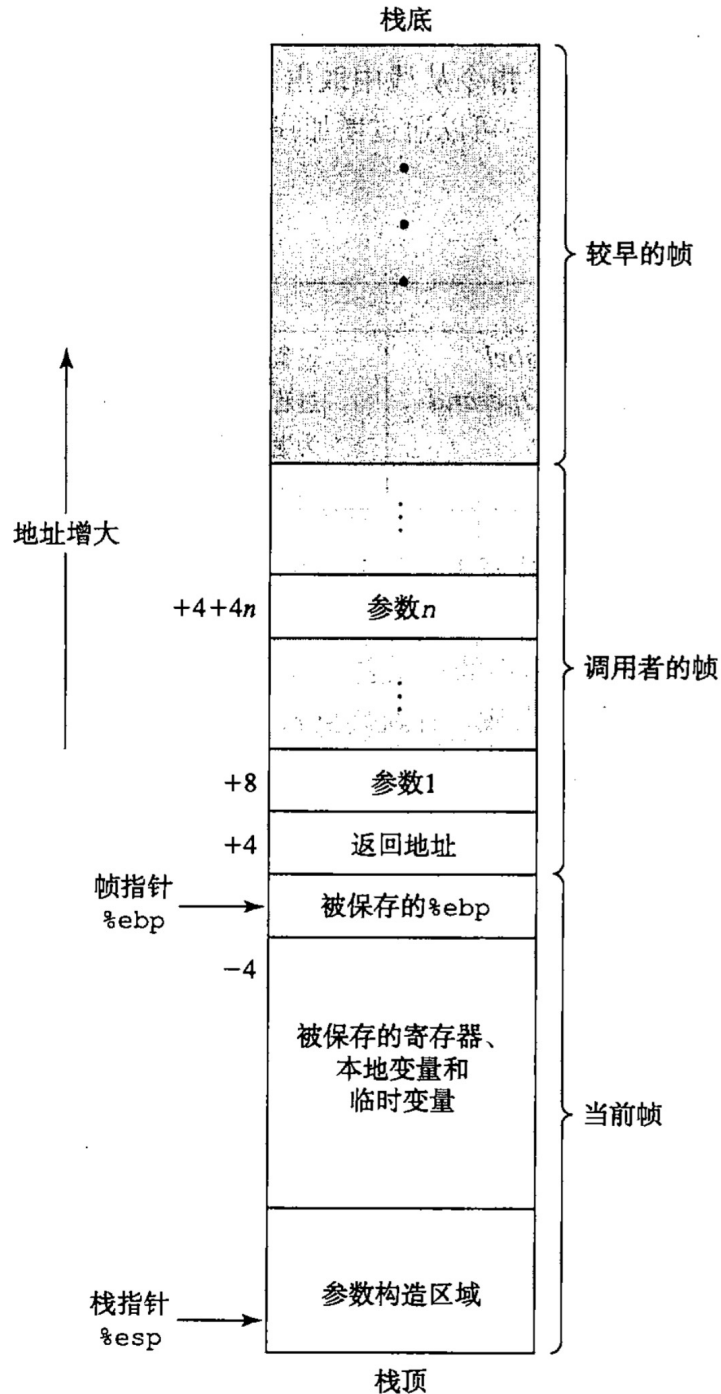 栈底
较早的帧
地址增大
+4+4n
参数n
调用者的帧
+8
参数1
+4
返回地址
帧指针
%ebp
被保存的%ebp
-4
被保存的寄存器、
本地变量和
临时变量
当前帧
栈指针
%esp
参数构造区域
栈顶